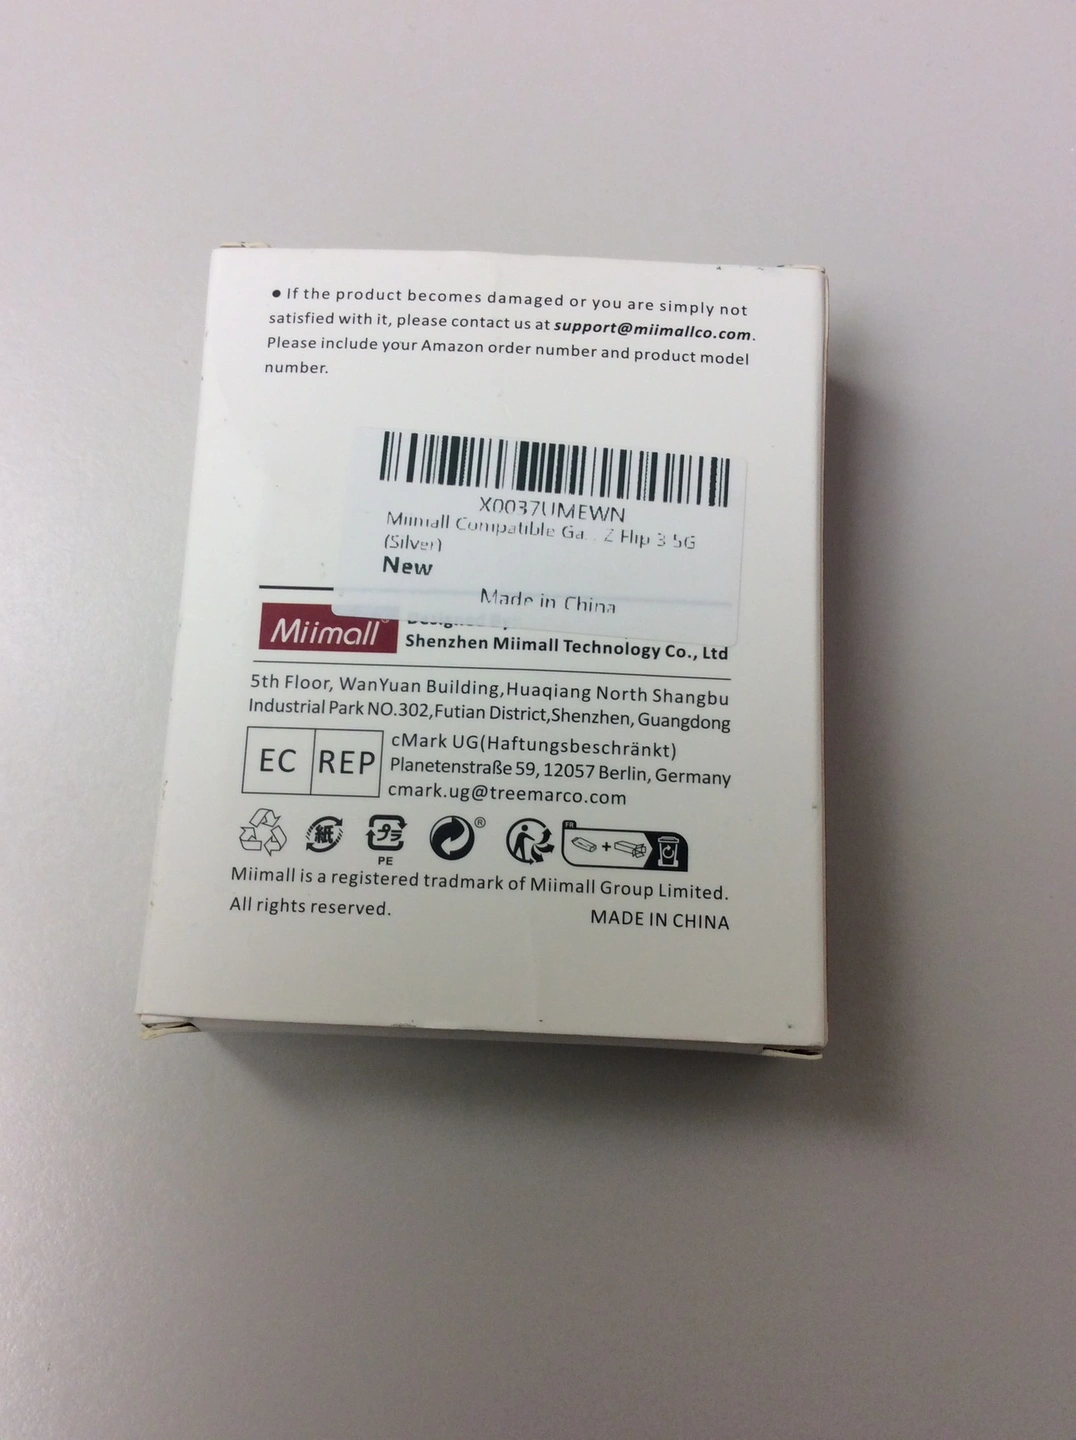 ● If the product becomes damaged or you are simply not
satisfied with it, please contact us at support@miimallco.com.
Please include your Amazon order number and product model
number.
X0037UMEWN
Miimall Compatible Ga... Z Flip 3 5G
(Silver)
New
Made in China
Miimall®
Shenzhen Miimall Technology Co., Ltd
5th Floor, WanYuan Building,Huaqiang North Shangbu
Industrial Park NO.302,Futian District,Shenzhen, Guangdong
EC REP
cMark UG(Haftungsbeschränkt)
Planetenstraße 59, 12057 Berlin, Germany
cmark.ug@treemarco.com
紙 プラ ® FR
PE
Miimall is a registered tradmark of Miimall Group Limited.
All rights reserved. MADE IN CHINA